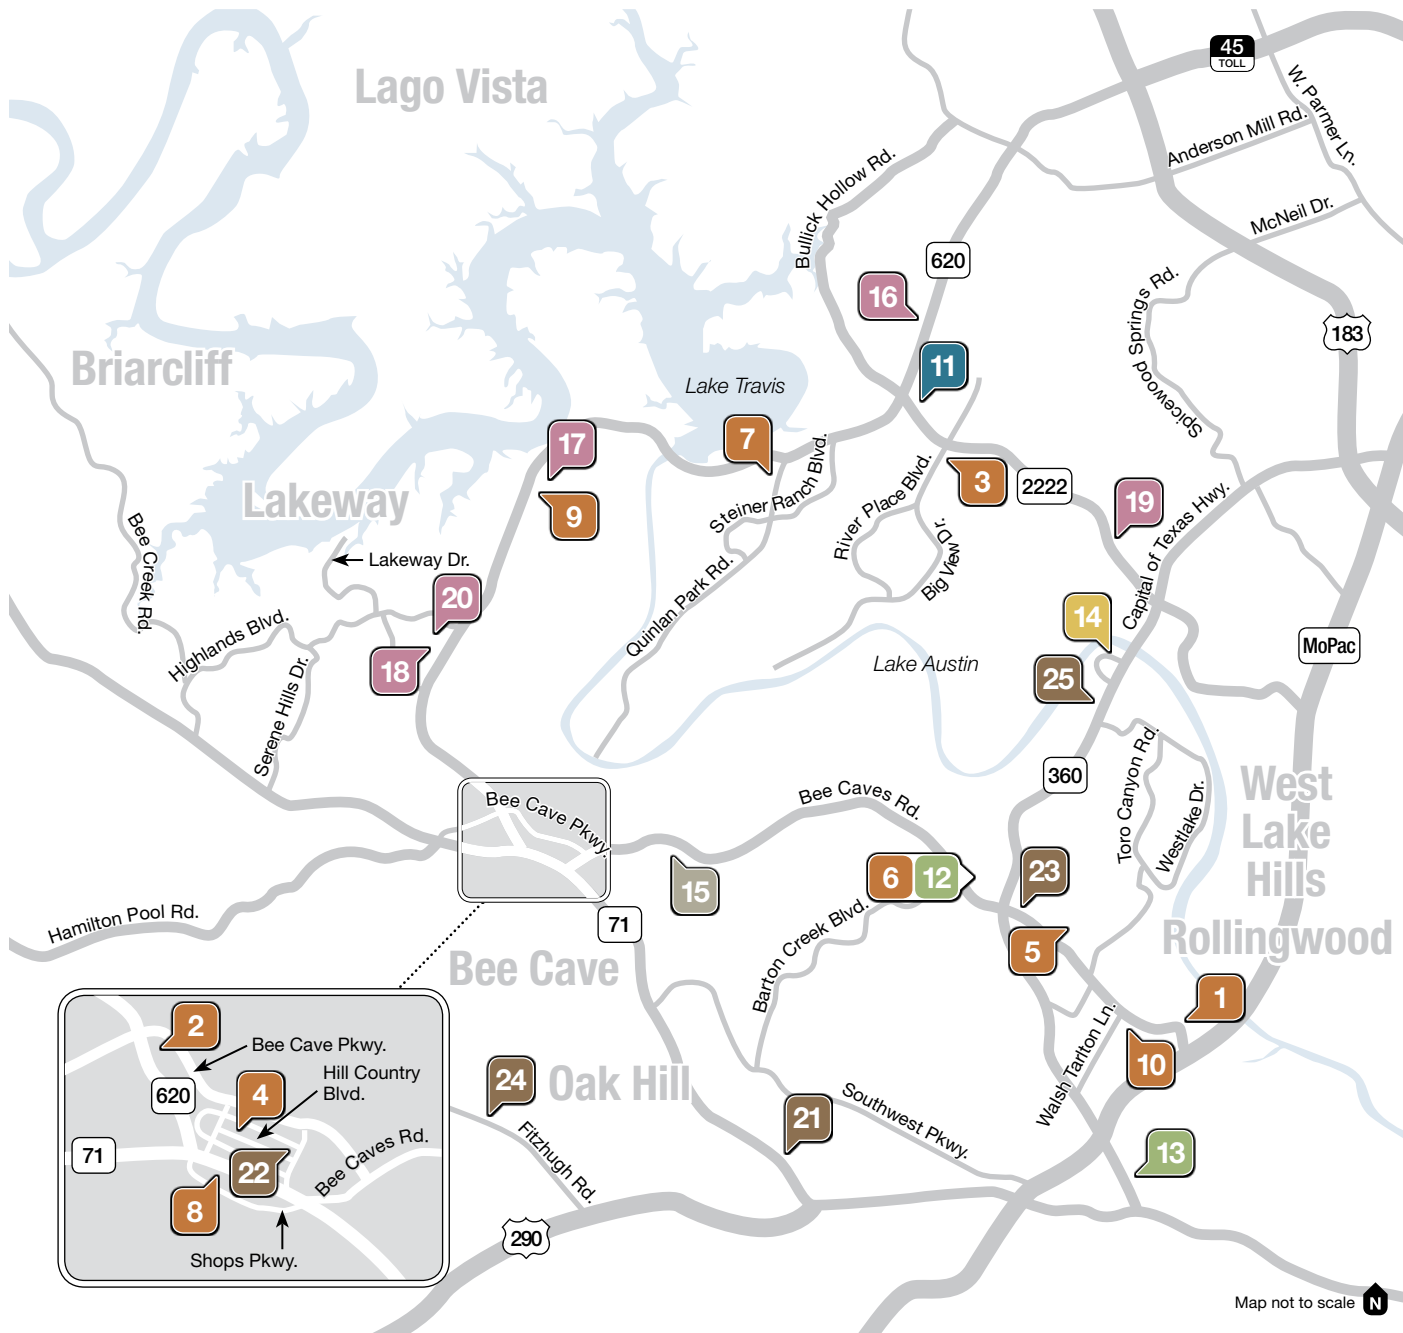 45
TOLL
Lago Vista
W. Parmer Ln.
Anderson Mill Rd.
Bullick Hollow Rd.
McNeil Dr.
620
16
Spicewood Springs Rd.
183
Briarcliff
11
Lake Travis
17
7
Steiner Ranch Blvd.
River Place Blvd.
3
2222
19
Lakeway
9
Bee Creek Rd.
Lakeway Dr.
Big View Dr.
Capital of Texas Hwy.
20
14
Highlands Blvd.
Quinlan Park Rd.
MoPac
18
Lake Austin
25
Serene Hills Dr.
360
Toro Canyon Rd.
Westlake Dr.
West
Lake
Hills
Bee Cave Pkwy.
Bee Caves Rd.
15
6
12
23
Hamilton Pool Rd.
71
Barton Creek Blvd.
5
Rollingwood
Bee Cave
1
2
Bee Cave Pkwy.
620
Hill Country
Blvd.
4
24
Oak Hill
10
Walsh Tarlton Ln.
21
Southwest Pkwy.
71
Bee Caves Rd.
22
Fitzhugh Rd.
13
8
Shops Pkwy.
290
Map not to scale
N